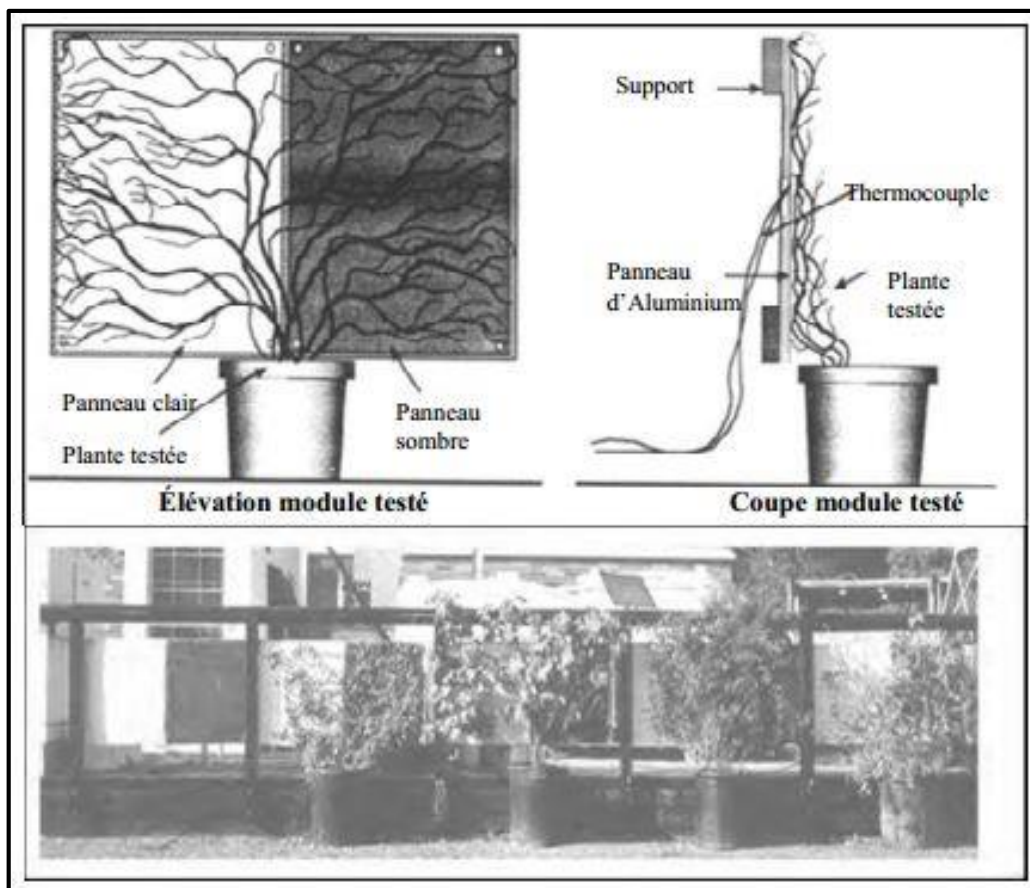 Support
Thermocouple
Panneau
d'Aluminium
Plante
testée
Panneau clair
Panneau
sombre
Plante testée
Élévation module testé
Coupe module testé